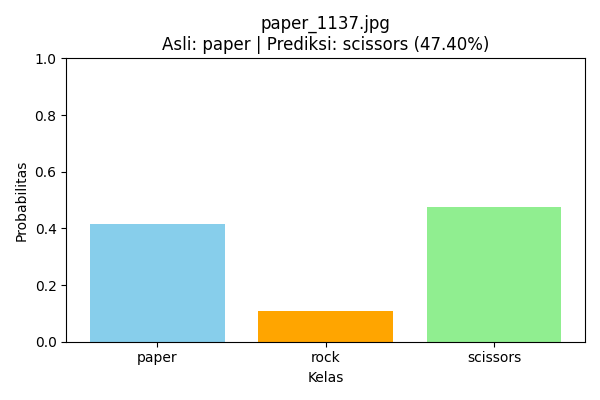 paper_1137.jpg
Asli: paper | Prediksi: scissors (47.40%)
1.0
0.8
0.6
0.4
0.2
0.0
Probabilitas
paper rock scissors
Kelas